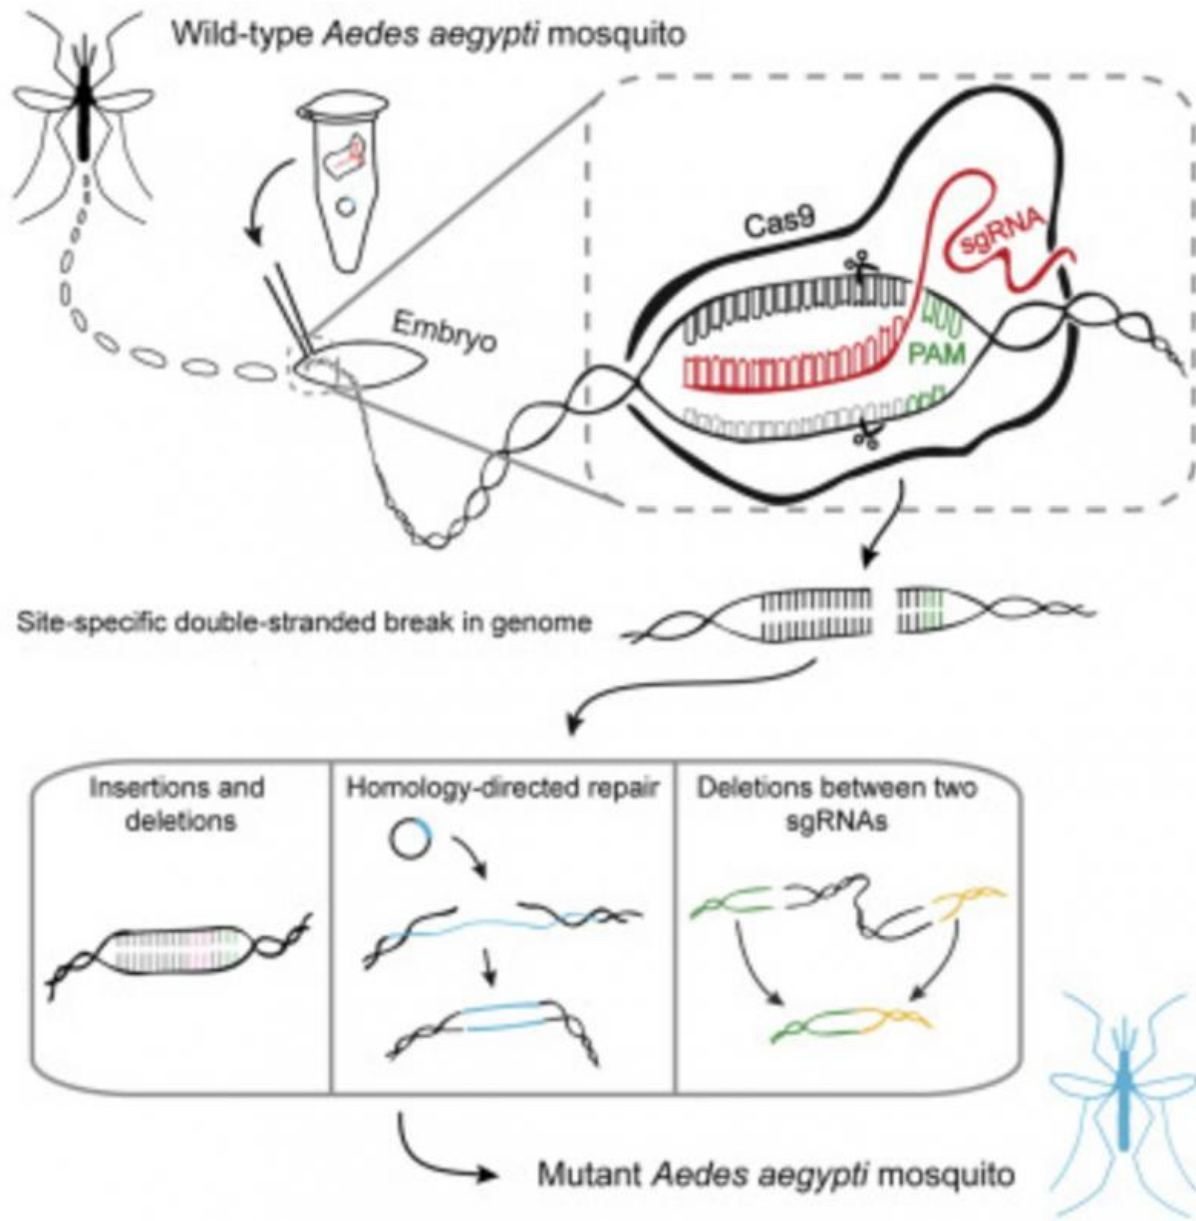 Wild-type Aedes aegypti mosquito
Cas9
sgRNA
Embryo
PAM
Site-specific double-stranded break in genome
Insertions and
deletions
Homology-directed repair
Deletions between two
sgRNAs
Mutant Aedes aegypti mosquito